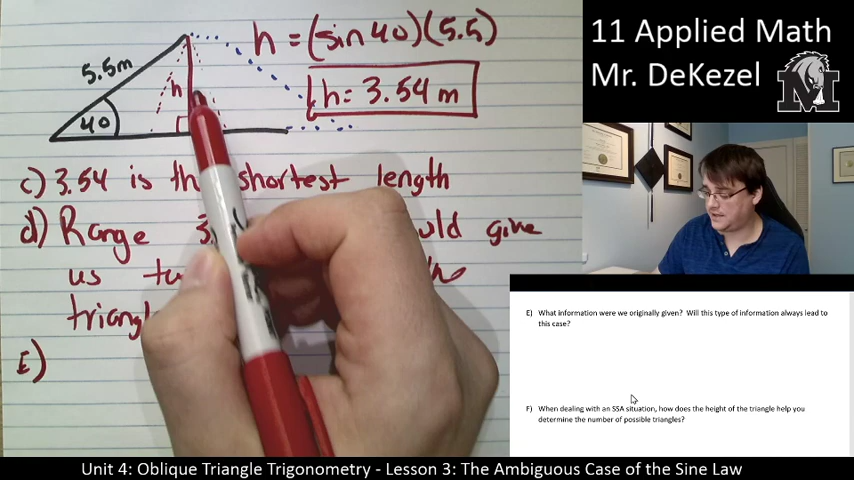 11 Applied Math
Mr. DeKezel
M
5.5m
h
40
h = (sin 40)(5.5)
h = 3.54 m
c) 3.54 is the shortest length
d) Range 3. give
us
E)
E) What information were we originally given? Will this type of information always lead to
this case?
F) When dealing with an SSA situation, how does the height of the triangle help you
determine the number of possible triangles?
Unit 4: Oblique Triangle Trigonometry - Lesson 3: The Ambiguous Case of the Sine Law